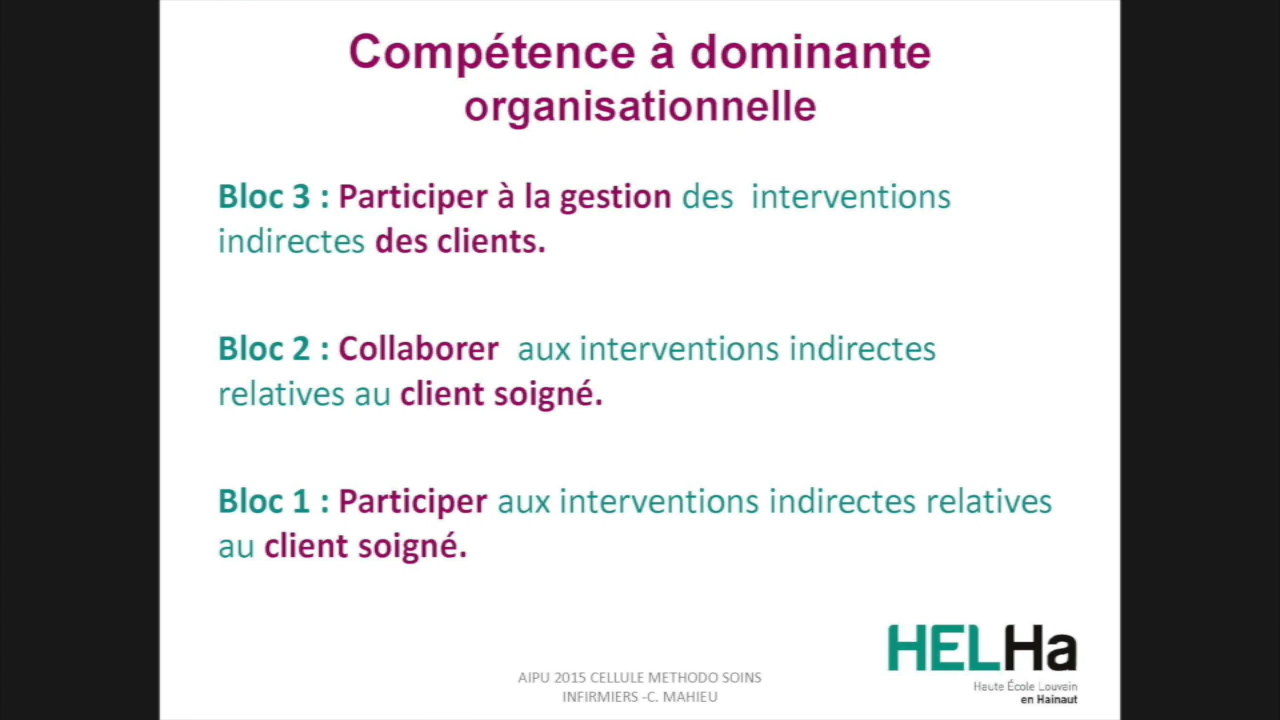 Compétence à dominante
organisationnelle
Bloc 3 : Participer à la gestion des interventions
indirectes des clients.
Bloc 2 : Collaborer aux interventions indirectes
relatives au client soigné.
Bloc 1 : Participer aux interventions indirectes relatives
au client soigné.
HELHa
Haute École Louvain
en Hainaut
AIPU 2015 CELLULE METHODO SOINS
INFIRMIERS -C. MAHIEU